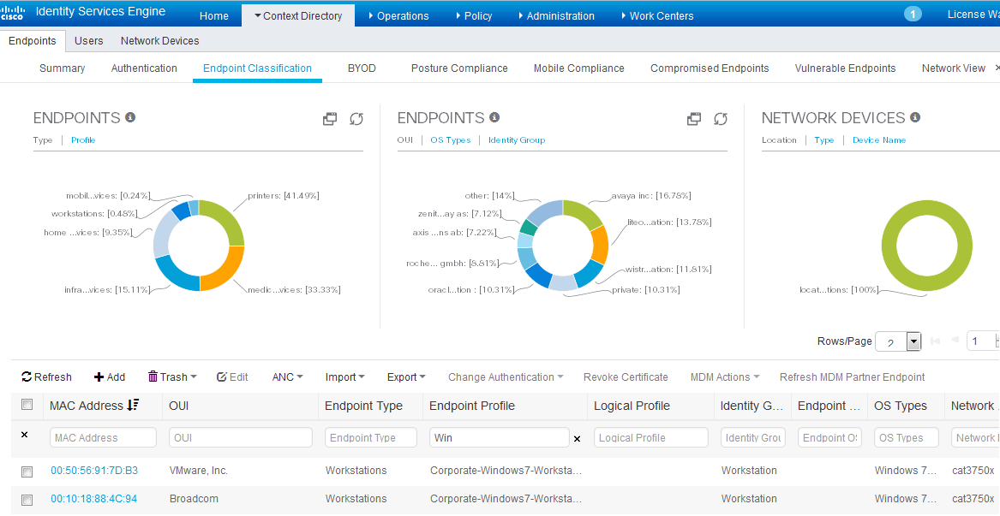 cisco Identity Services Engine Home Context Directory Operations Policy Administration Work Centers 1 License Wa
Endpoints Users Network Devices
Summary Authentication Endpoint Classification BYOD Posture Compliance Mobile Compliance Compromised Endpoints Vulnerable Endpoints Network View
ENDPOINTS
Type Profile
mobil...vices: [0.24%]
printers: [41.49%]
workstations: [0.48%]
home ...vices: [9.35%]
infra...vices: [15.11%]
medic...vices: [33.33%]
ENDPOINTS
OUI OS Types Identity Group
other: [14%]
avaya inc: [16.78%]
zenit...ay as: [7.12%]
liteo...ation: [13.78%]
axis ...ns ab: [7.22%]
roche... gmbh: [8.81%]
wistr...ation: [11.81%]
oracl...tion : [10.31%]
private: [10.31%]
NETWORK DEVICES
Location Type Device Name
locat...tions: [100%]
Rows/Page 2 1
Refresh Add Trash Edit ANC Import Export Change Authentication Revoke Certificate MDM Actions Refresh MDM Partner Endpoint
MAC Address OUI Endpoint Type Endpoint Profile Logical Profile Identity G... Endpoint ... OS Types Network
MAC Address OUI Endpoint Type Win Logical Profile Identity Grou Endpoint OS OS Types Network
00:50:56:91:7D:B3 VMware, Inc. Workstations Corporate-Windows7-Worksta... Workstation Windows 7... cat3750x
00:10:18:88:4C:94 Broadcom Workstations Corporate-Windows7-Worksta... Workstation Windows 7... cat3750x